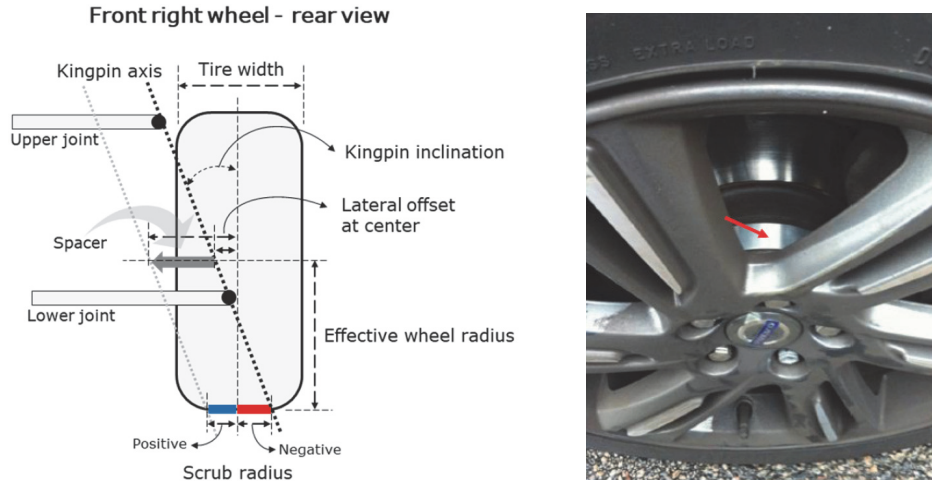 Front right wheel - rear view
Kingpin axis
Tire width
Upper joint
Kingpin inclination
Lateral offset
at center
Spacer
Lower joint
Effective wheel radius
Positive
Negative
Scrub radius
EXTRA LOAD